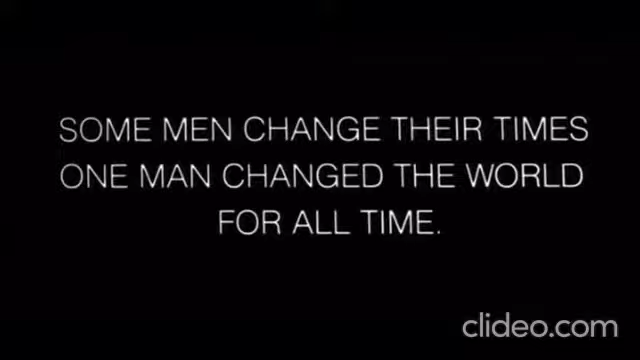 SOME MEN CHANGE THEIR TIMES
ONE MAN CHANGED THE WORLD
FOR ALL TIME.
clideo.com